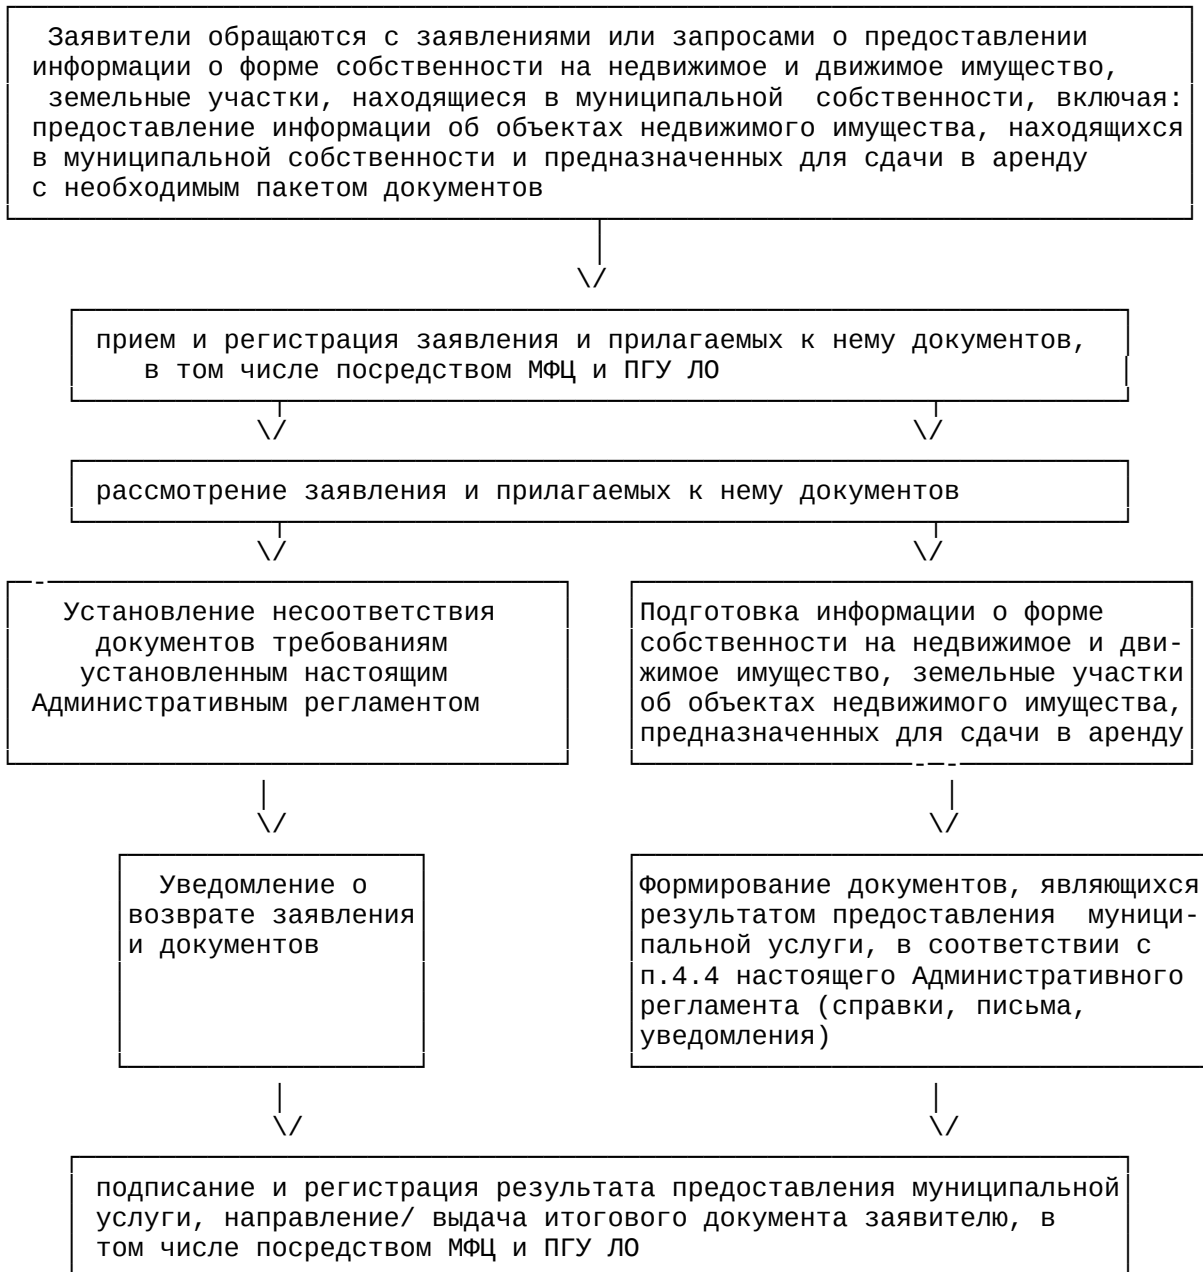 Заявители обращаются с заявлениями или запросами о предоставлении
информации о форме собственности на недвижимое и движимое имущество,
земельные участки, находящиеся в муниципальной собственности, включая:
предоставление информации об объектах недвижимого имущества, находящихся
в муниципальной собственности и предназначенных для сдачи в аренду
с необходимым пакетом документов
прием и регистрация заявления и прилагаемых к нему документов,
в том числе посредством МФЦ и ПГУ ЛО
рассмотрение заявления и прилагаемых к нему документов
Установление несоответствия
документов требованиям
установленным настоящим
Административным регламентом
Подготовка информации о форме
собственности на недвижимое и дви-
жимое имущество, земельные участки
об объектах недвижимого имущества,
предназначенных для сдачи в аренду
Уведомление о
возврате заявления
и документов
Формирование документов, являющихся
результатом предоставления муници-
пальной услуги, в соответствии с
п.4.4 настоящего Административного
регламента (справки, письма,
уведомления)
подписание и регистрация результата предоставления муниципальной
услуги, направление/ выдача итогового документа заявителю, в
том числе посредством МФЦ и ПГУ ЛО